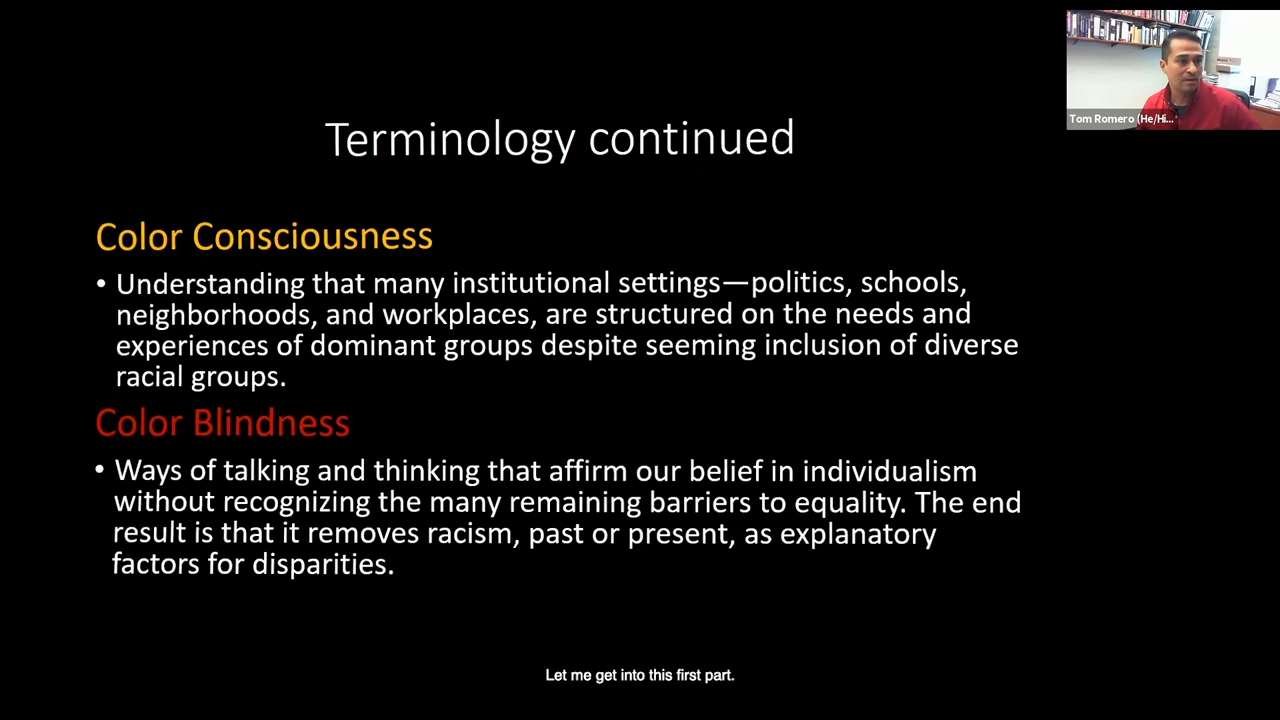 Tom Romero (He/Hi...
Terminology continued
Color Consciousness
• Understanding that many institutional settings—politics, schools,
neighborhoods, and workplaces, are structured on the needs and
experiences of dominant groups despite seeming inclusion of diverse
racial groups.
Color Blindness
• Ways of talking and thinking that affirm our belief in individualism
without recognizing the many remaining barriers to equality. The end
result is that it removes racism, past or present, as explanatory
factors for disparities.
Let me get into this first part.